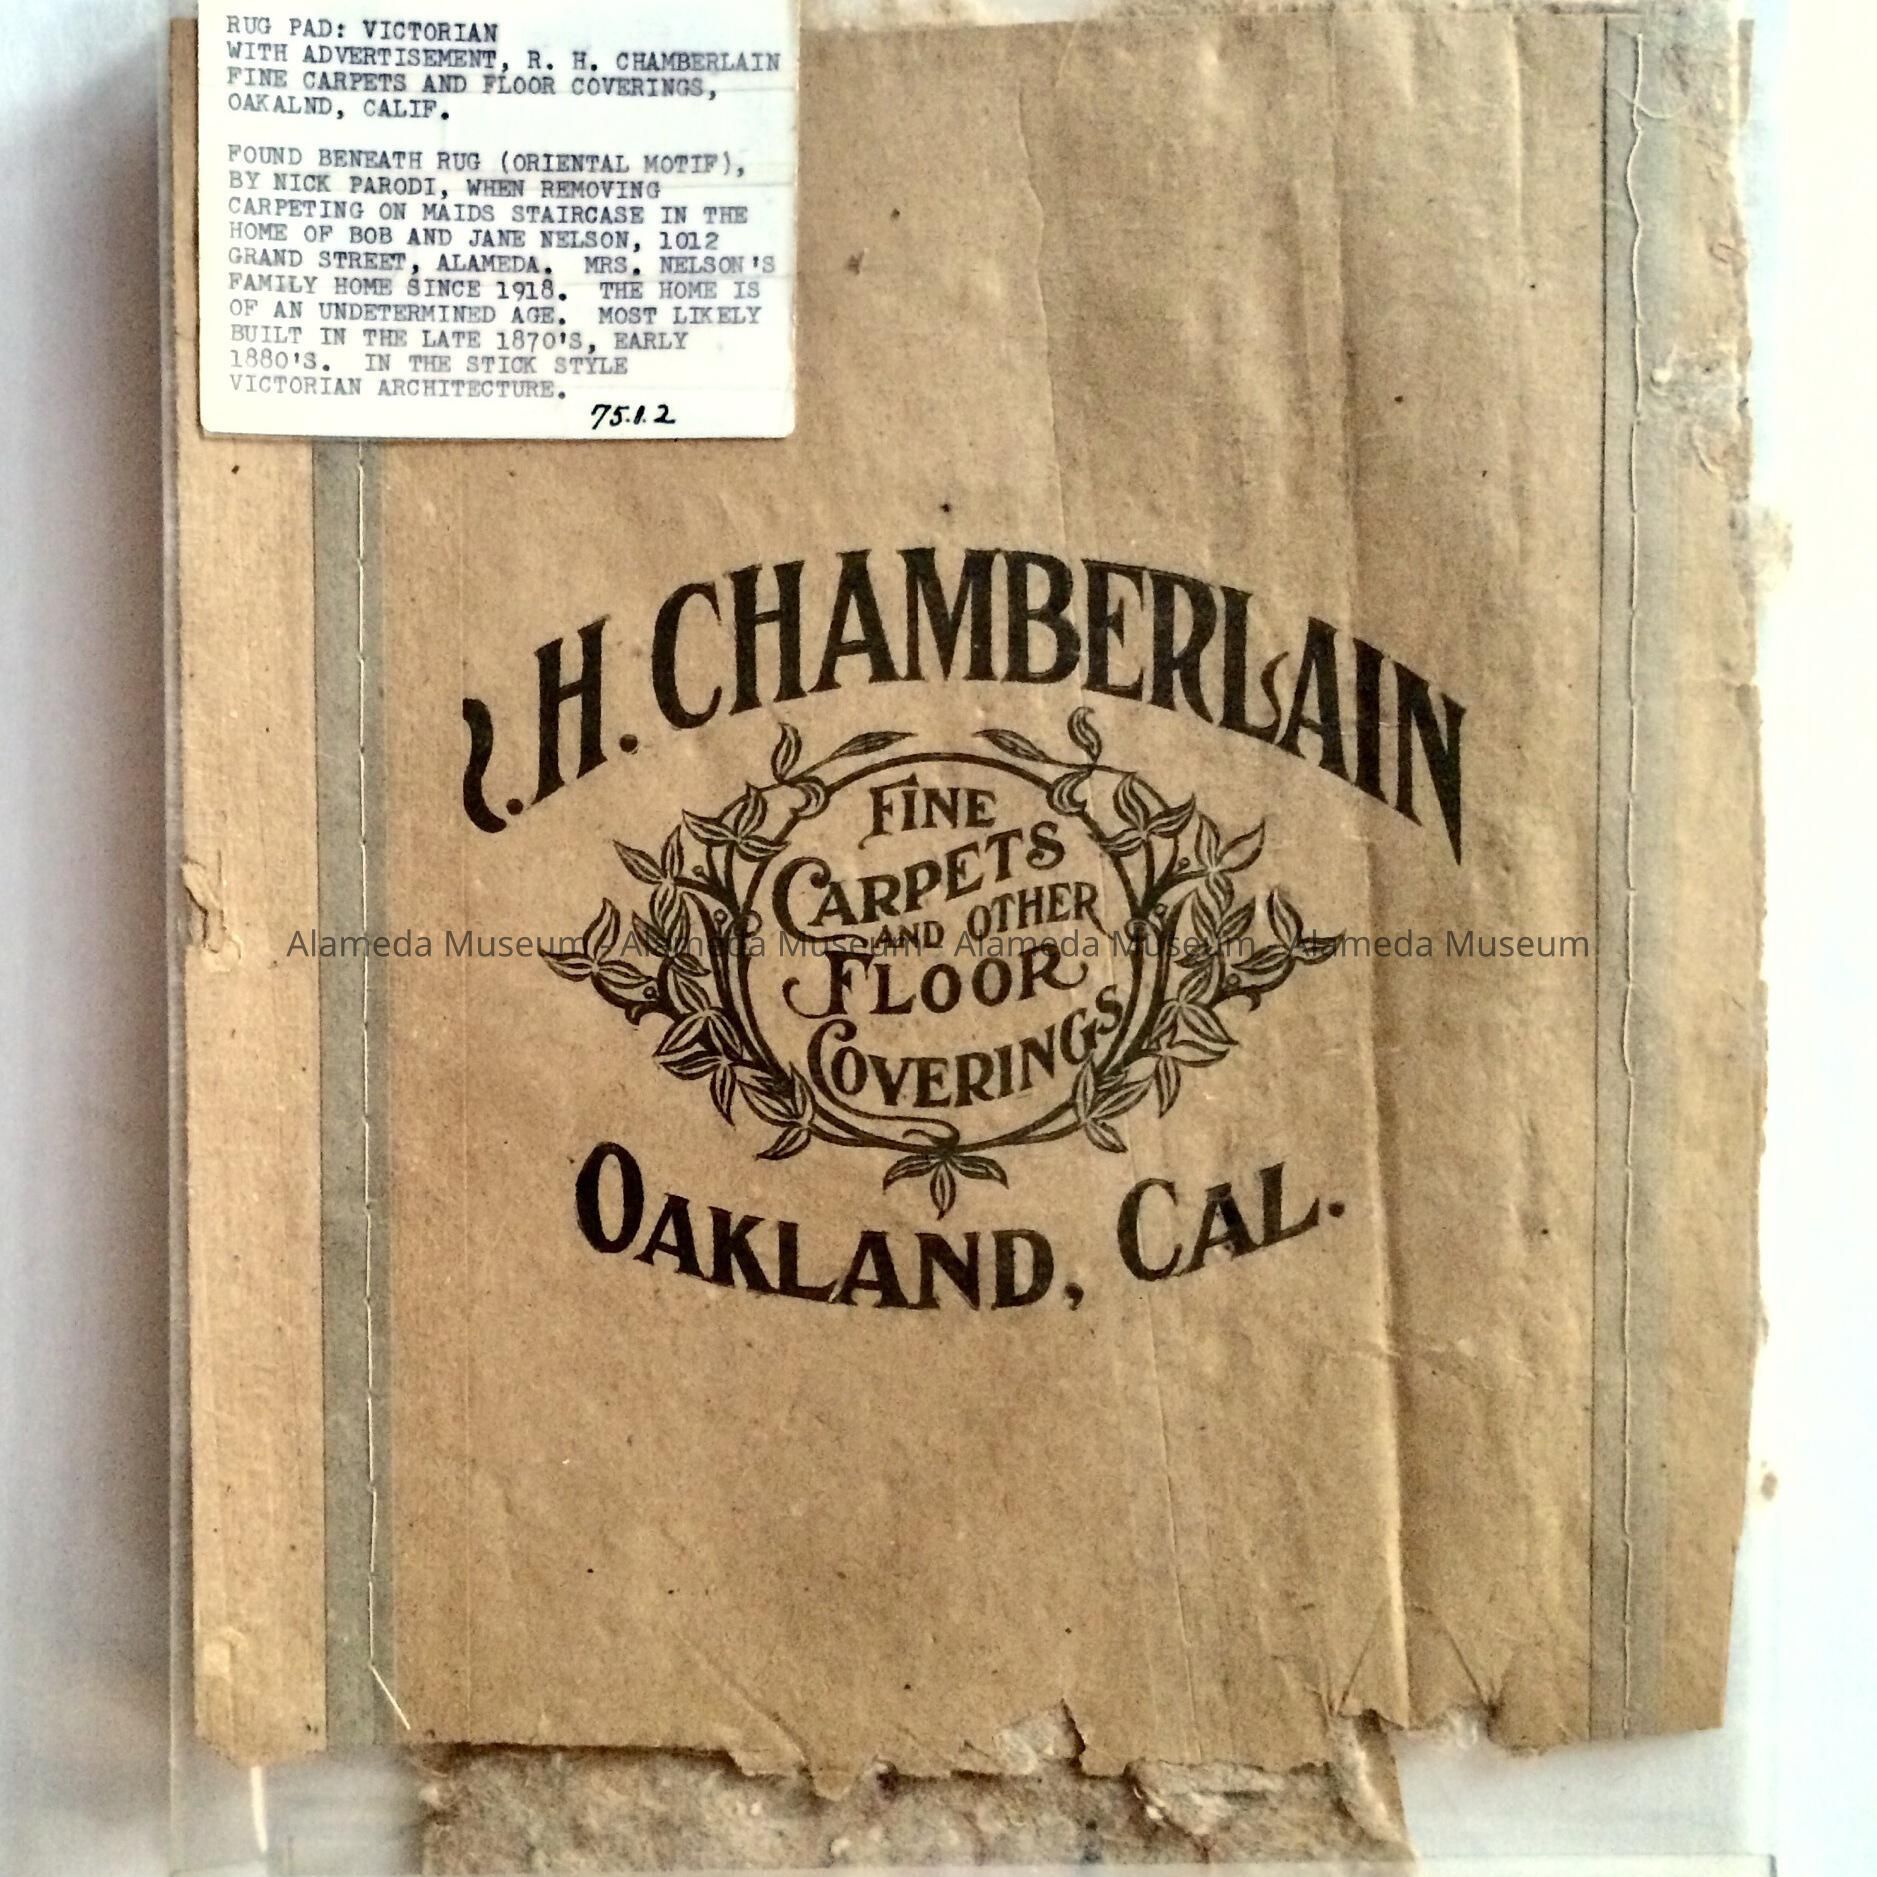 RUG PAD: VICTORIAN
WITH ADVERTISEMENT, R. H. CHAMBERLAIN
FINE CARPETS AND FLOOR COVERINGS,
OAKALND, CALIF.
FOUND BENEATH RUG (ORIENTAL MOTIF),
BY NICK PARODI, WHEN REMOVING
CARPETING ON MAIDS STAIRCASE IN THE
HOME OF BOB AND JANE NELSON, 1012
GRAND STREET, ALAMEDA. MRS. NELSON'S
FAMILY HOME SINCE 1918. THE HOME IS
OF AN UNDETERMINED AGE. MOST LIKELY
BUILT IN THE LATE 1870'S, EARLY
1880'S. IN THE STICK STYLE
VICTORIAN ARCHITECTURE.
75.1.2
. H. CHAMBERLAIN
FINE
CARPETS
AND OTHER
FLOOR
COVERINGS
OAKLAND, CAL.
Alameda Museum - Alameda Museum - Alameda Museum - Alameda Museum